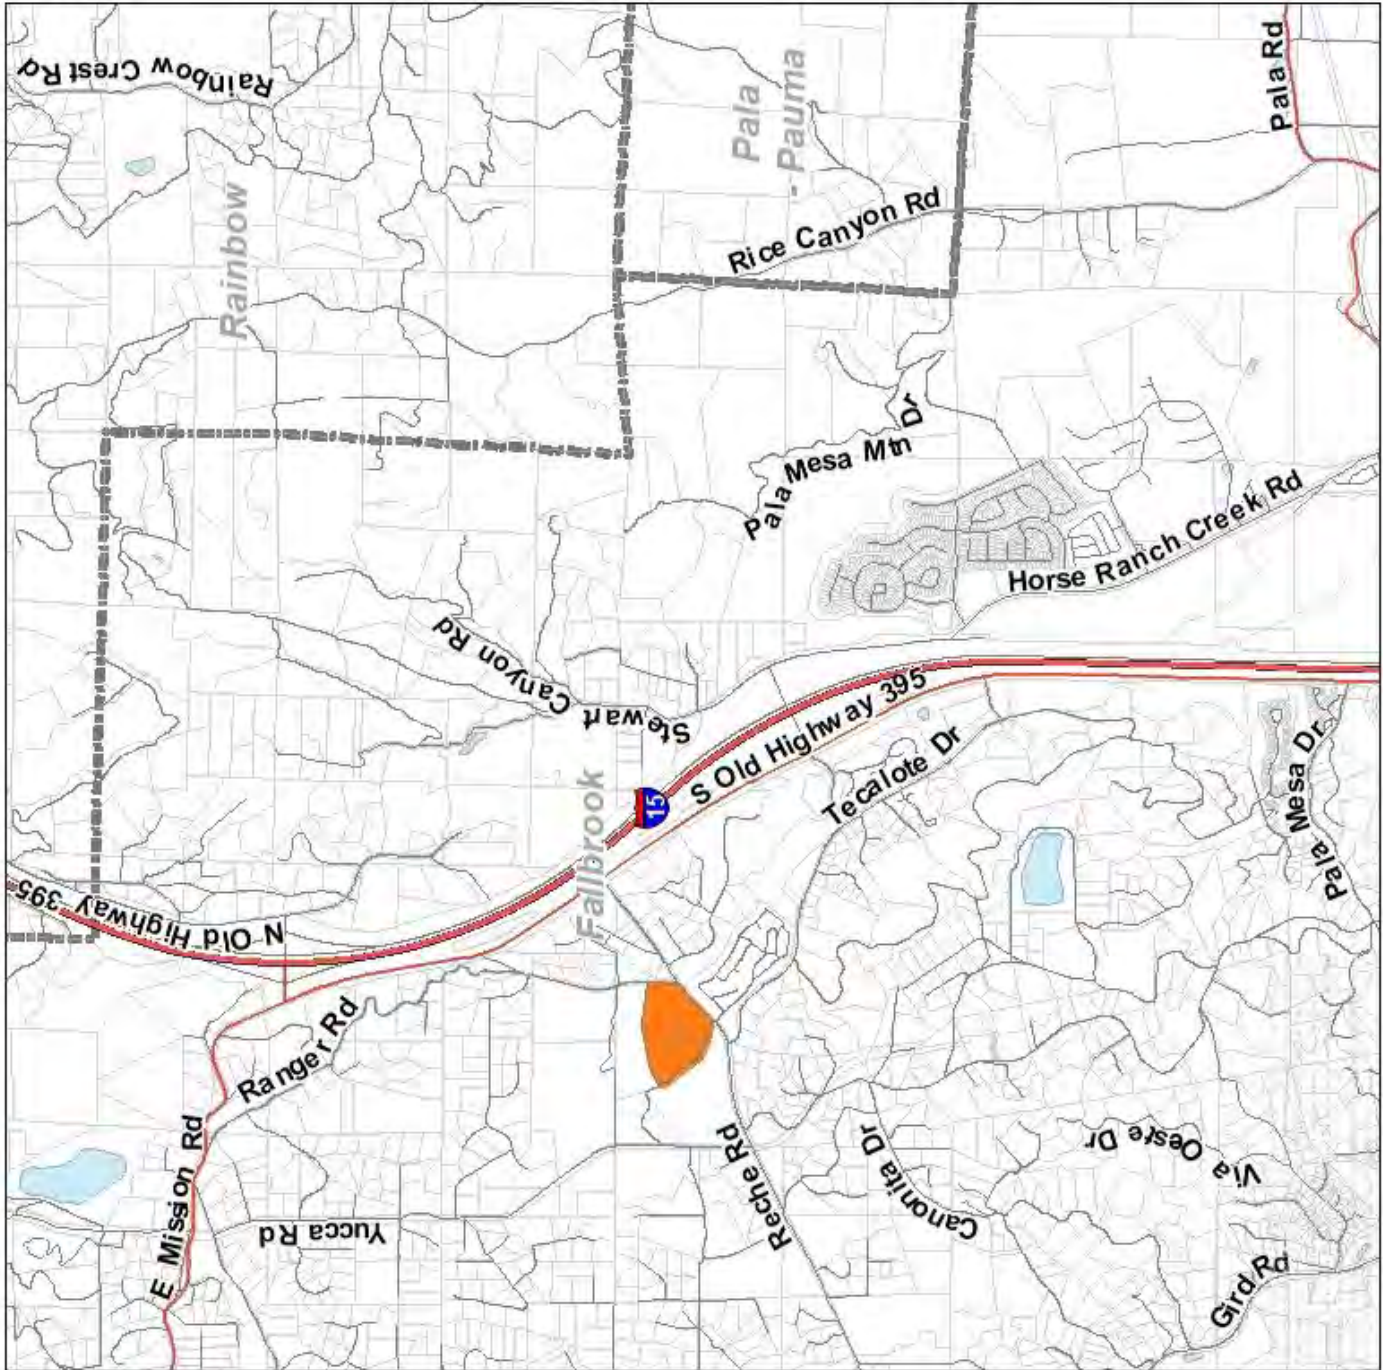 Rainbow Crest Rd
Pala Rd
Pala
- Pauma
Rainbow
Rice Canyon Rd
Pala Mesa Mtn Dr
Horse Ranch Creek Rd
Stewart Canyon Rd
S Old Highway 395
Tecalote Dr
15
Fallbrook
Pala Mesa Dr
N Old Highway 395
Ranger Rd
E Mission Rd
Yucca Rd
Reche Rd
Canonita Dr
Via Oeste Dr
Gird Rd